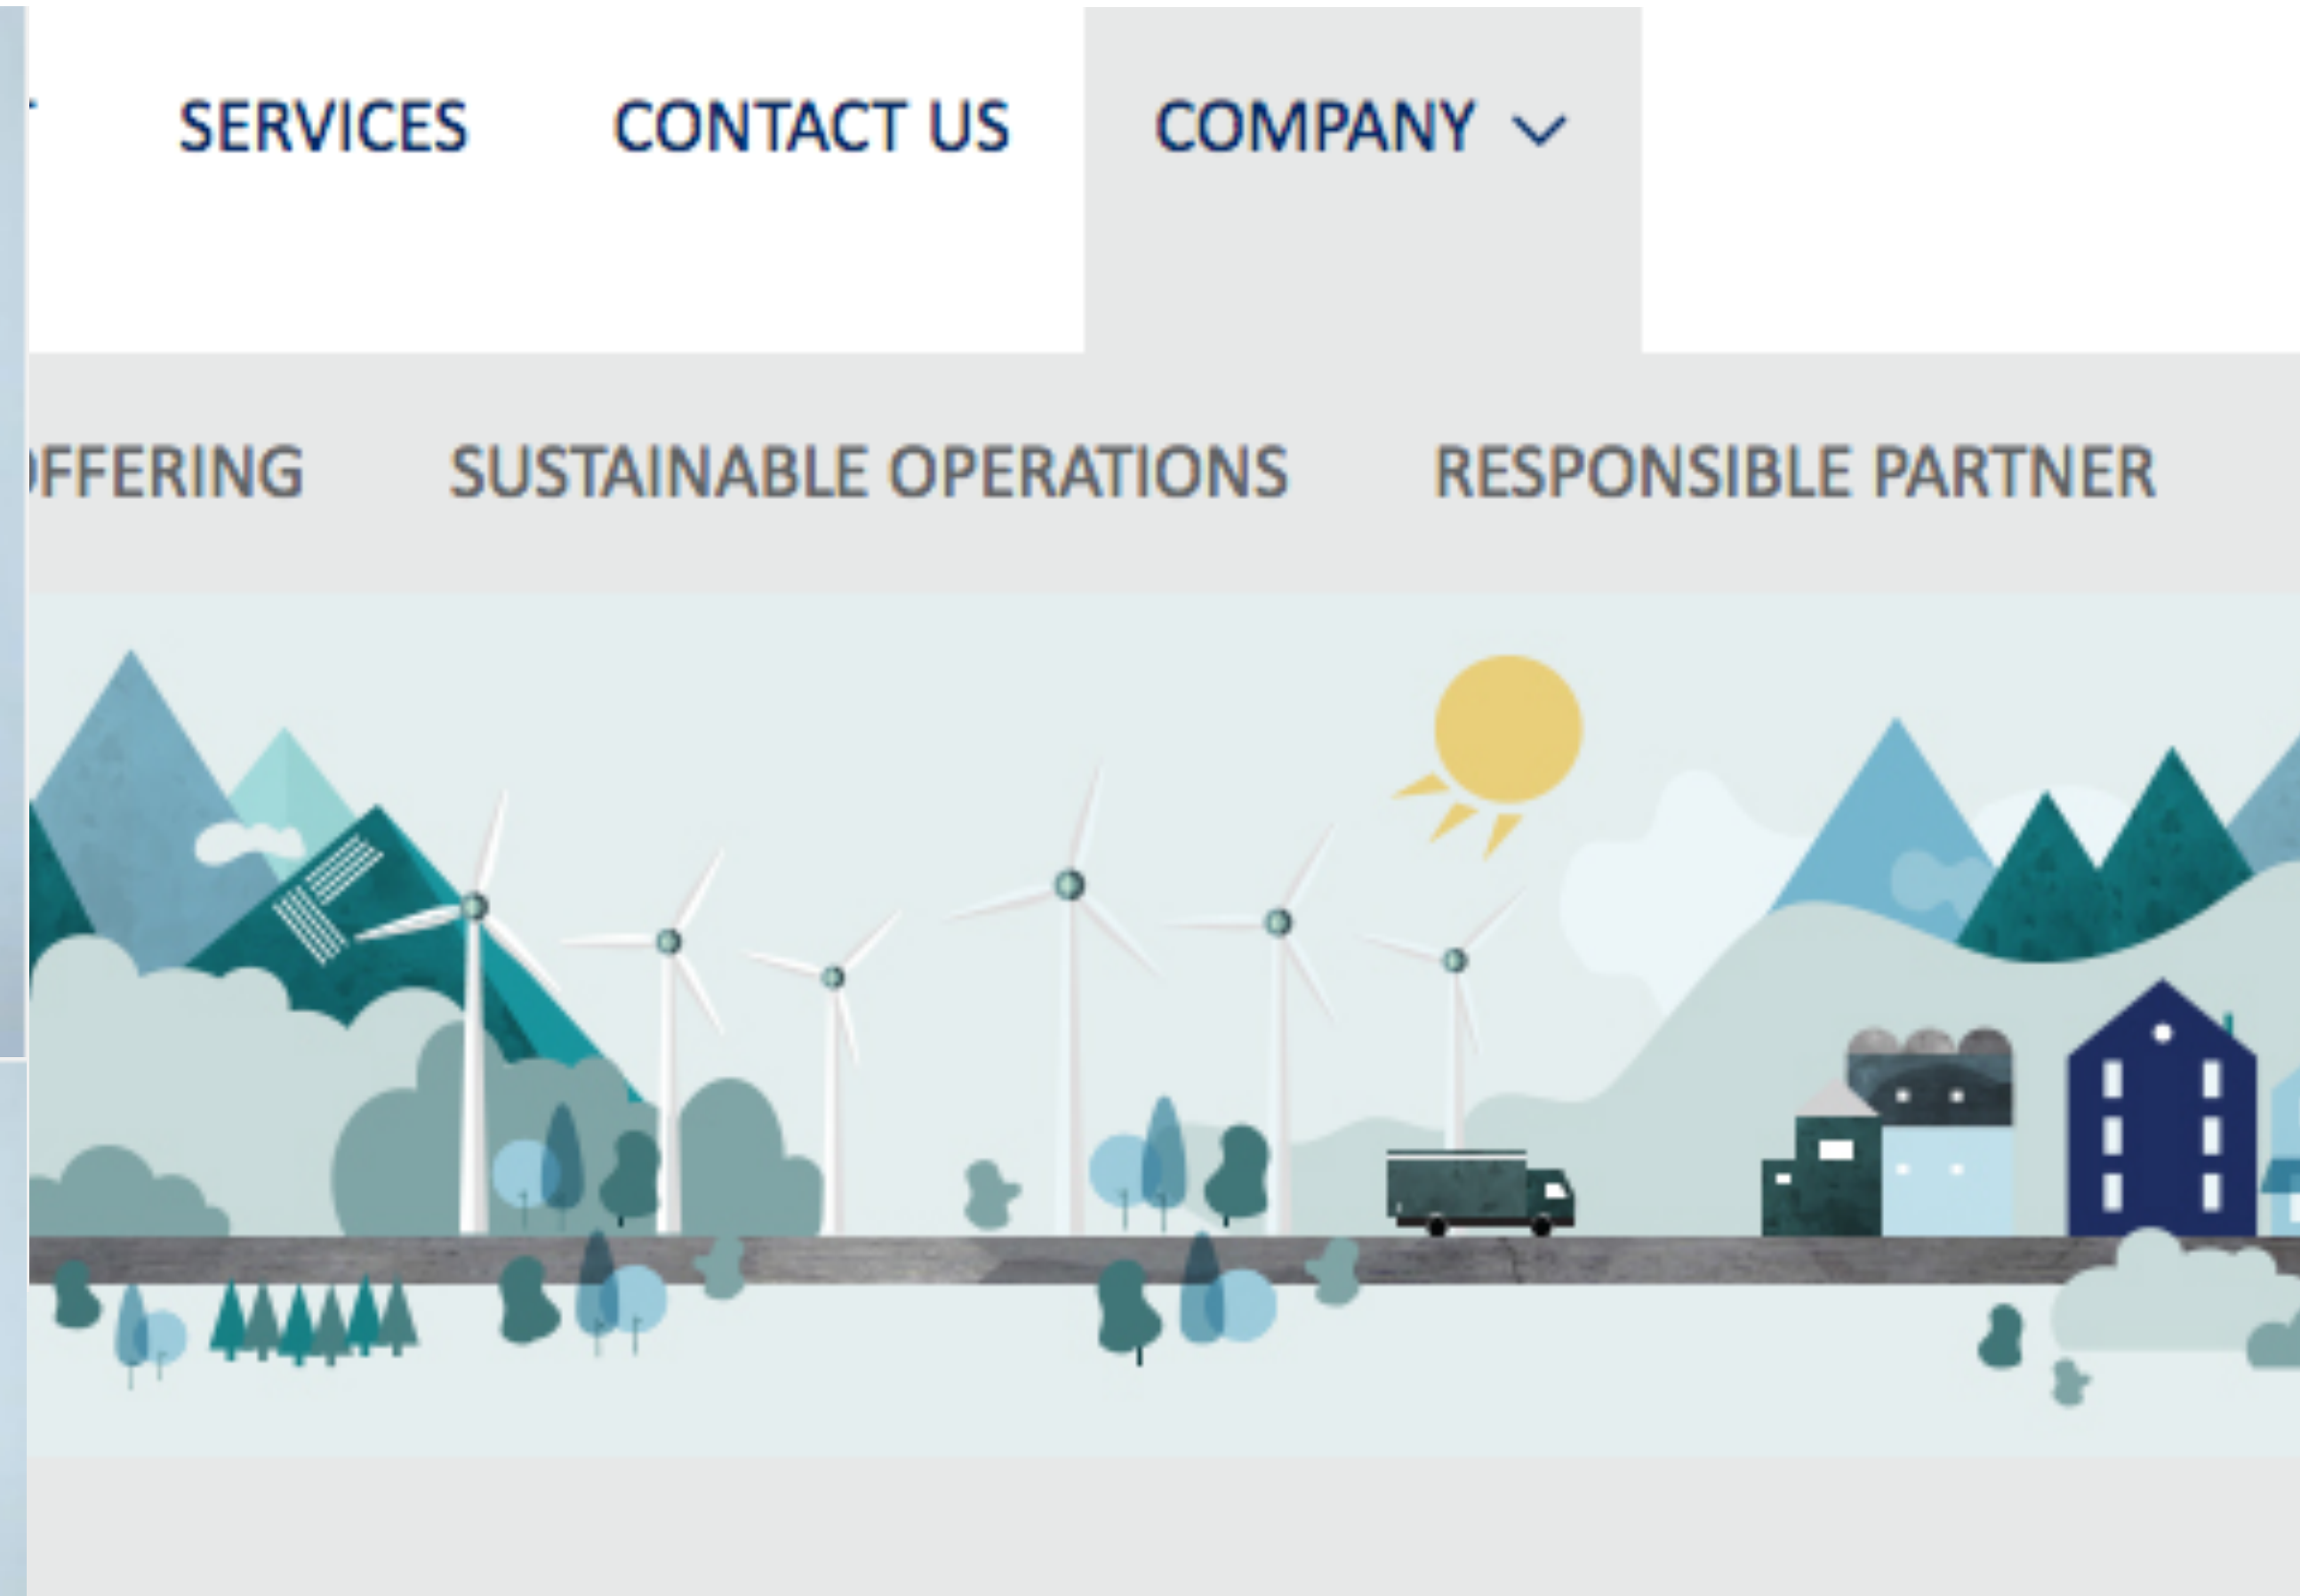 SERVICES CONTACT US COMPANY
SUSTAINABLE OPERATIONS RESPONSIBLE PARTNER